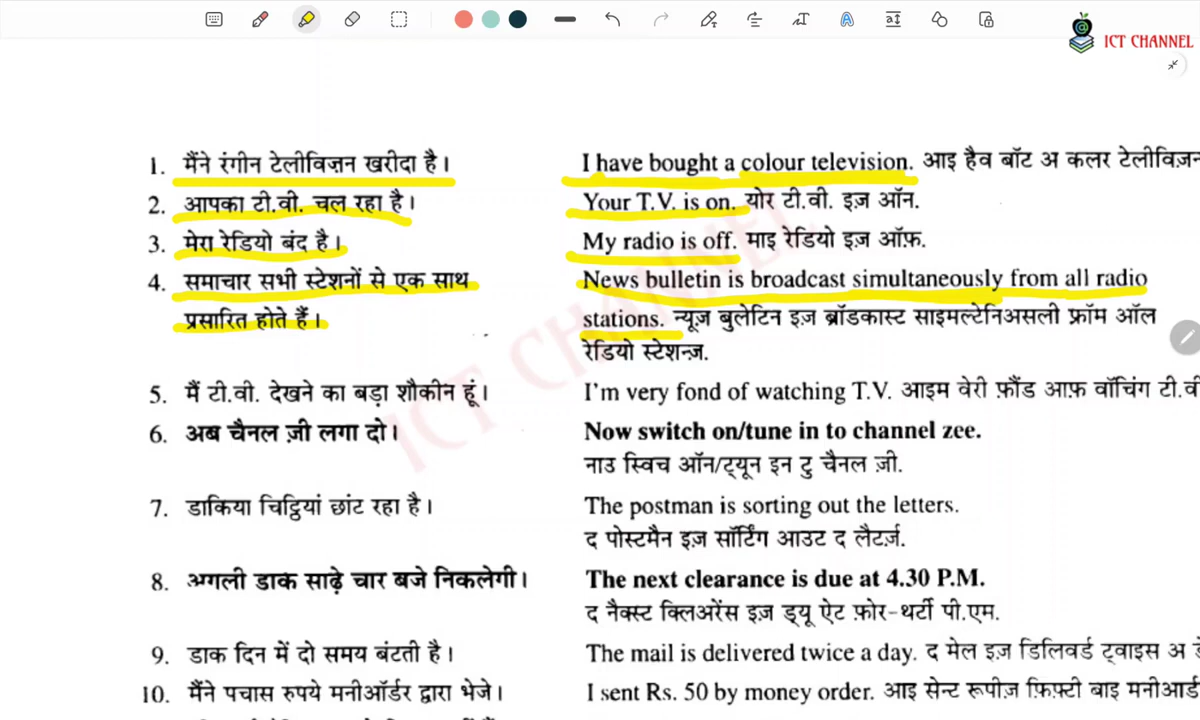 ICT CHANNEL
1. मैंने रंगीन टेलीविज़न खरीदा है। I have bought a colour television. आइ हैव बॉट अ कलर टेलीविज़न
2. आपका टी.वी. चल रहा है। Your T.V. is on. योर टी.वी. इज़ ऑन.
3. मेरा रेडियो बंद है। My radio is off. माइ रेडियो इज़ ऑफ़.
4. समाचार सभी स्टेशनों से एक साथ News bulletin is broadcast simultaneously from all radio
प्रसारित होते हैं। stations. न्यूज़ बुलेटिन इज़ ब्रॉडकास्ट साइमल्टेनिअसली फ्रॉम ऑल
रेडियो स्टेशन्ज़.
5. मैं टी.वी. देखने का बड़ा शौकीन हूं। I'm very fond of watching T.V. आइम वेरी फ़ौंड आफ़ वॉचिंग टी.वी
6. अब चैनल ज़ी लगा दो। Now switch on/tune in to channel zee.
नाउ स्विच ऑन/ट्यून इन टु चैनल ज़ी.
7. डाकिया चिट्ठियां छांट रहा है। The postman is sorting out the letters.
द पोस्टमैन इज़ सॉर्टिंग आउट द लैटर्ज़.
8. अगली डाक साढ़े चार बजे निकलेगी। The next clearance is due at 4.30 P.M.
द नैक्स्ट क्लिअरेंस इज़ ड्यू ऐट फ़ोर-थर्टी पी.एम.
9. डाक दिन में दो समय बंटती है। The mail is delivered twice a day. द मेल इज़ डिलिवर्ड ट्वाइस अ डे
10. मैंने पचास रुपये मनीऑर्डर द्वारा भेजे। I sent Rs. 50 by money order. आइ सेन्ट रूपीज़ फ़िफ़्टी बाइ मनीआर्ड
ICT CHANNEL